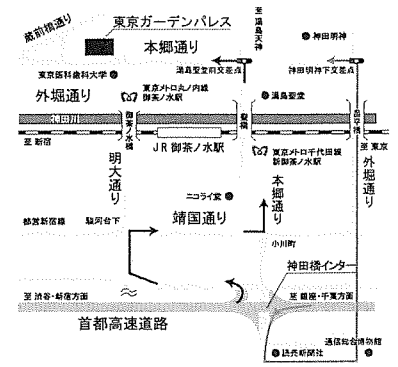 蔵前橋通り
東京ガーデンパレス
本郷通り
至 湯島天神
神田明神
東京医科歯科大学
湯島聖堂前交差点
神田明神下交差点
外堀通り
東京メトロ丸ノ内線
御茶ノ水駅
湯島聖堂
神田川
御茶ノ水橋
聖橋
昌平橋
至 新宿
JR 御茶ノ水駅
東京メトロ千代田線
新御茶ノ水駅
至 東京
明大通り
本郷通り
外堀通り
ニコライ堂
靖国通り
都営新宿線
駿河台下
小川町
神田橋インター
至 渋谷・新宿方面
至 銀座・千葉方面
首都高速道路
通信総合博物館
読売新聞社